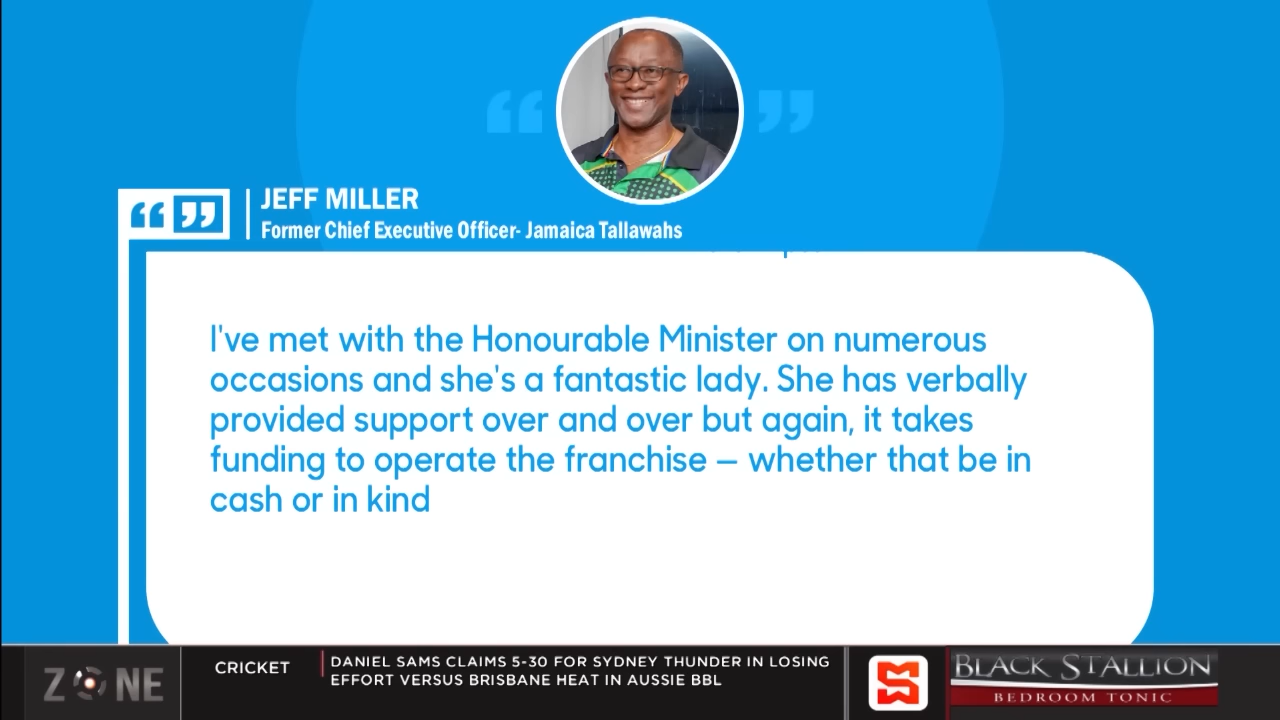 JEFF MILLER
Former Chief Executive Officer- Jamaica Tallawahs
I've met with the Honourable Minister on numerous
occasions and she's a fantastic lady. She has verbally
provided support over and over but again, it takes
funding to operate the franchise – whether that be in
cash or in kind
ZONE
CRICKET
DANIEL SAMS CLAIMS 5-30 FOR SYDNEY THUNDER IN LOSING
EFFORT VERSUS BRISBANE HEAT IN AUSSIE BBL
BLACK STALLION
BEDROOM TONIC